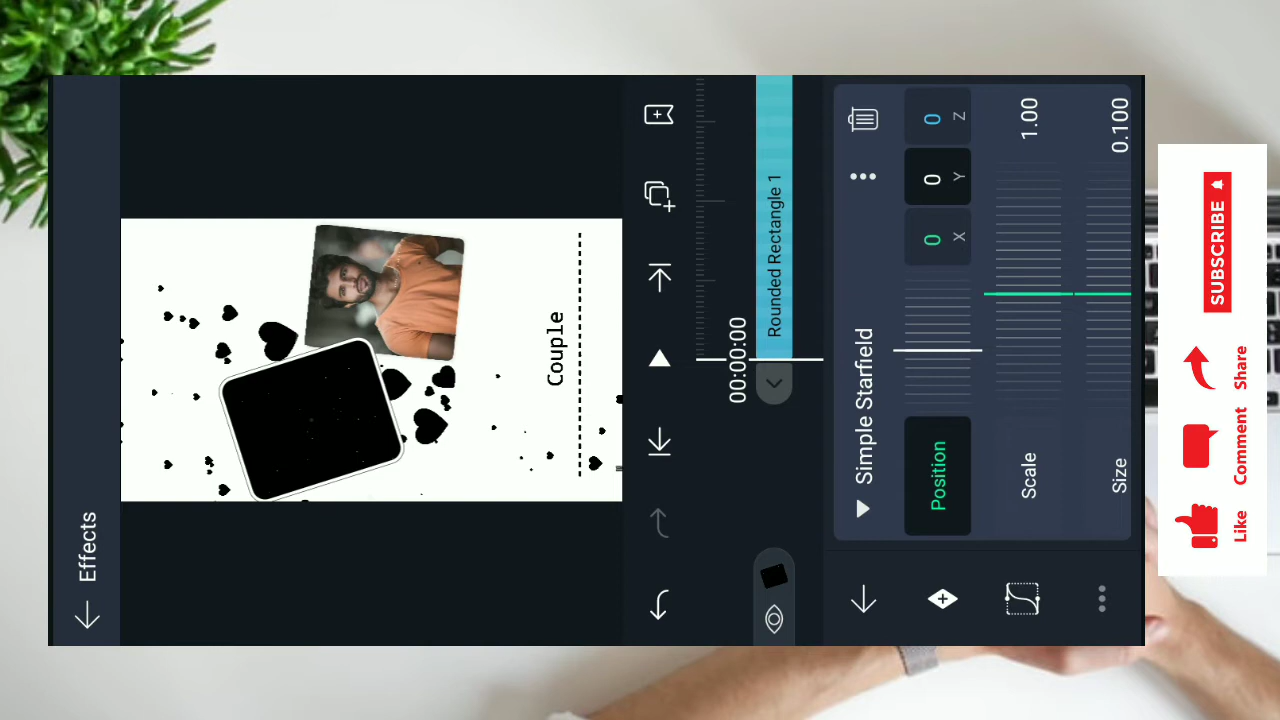 Effects
Couple
00:00:00
Rounded Rectangle 1
Simple Starfield
Position
0
X
0
Y
0
Z
Scale
1.00
Size
0.100
Like
Comment
Share
SUBSCRIBE